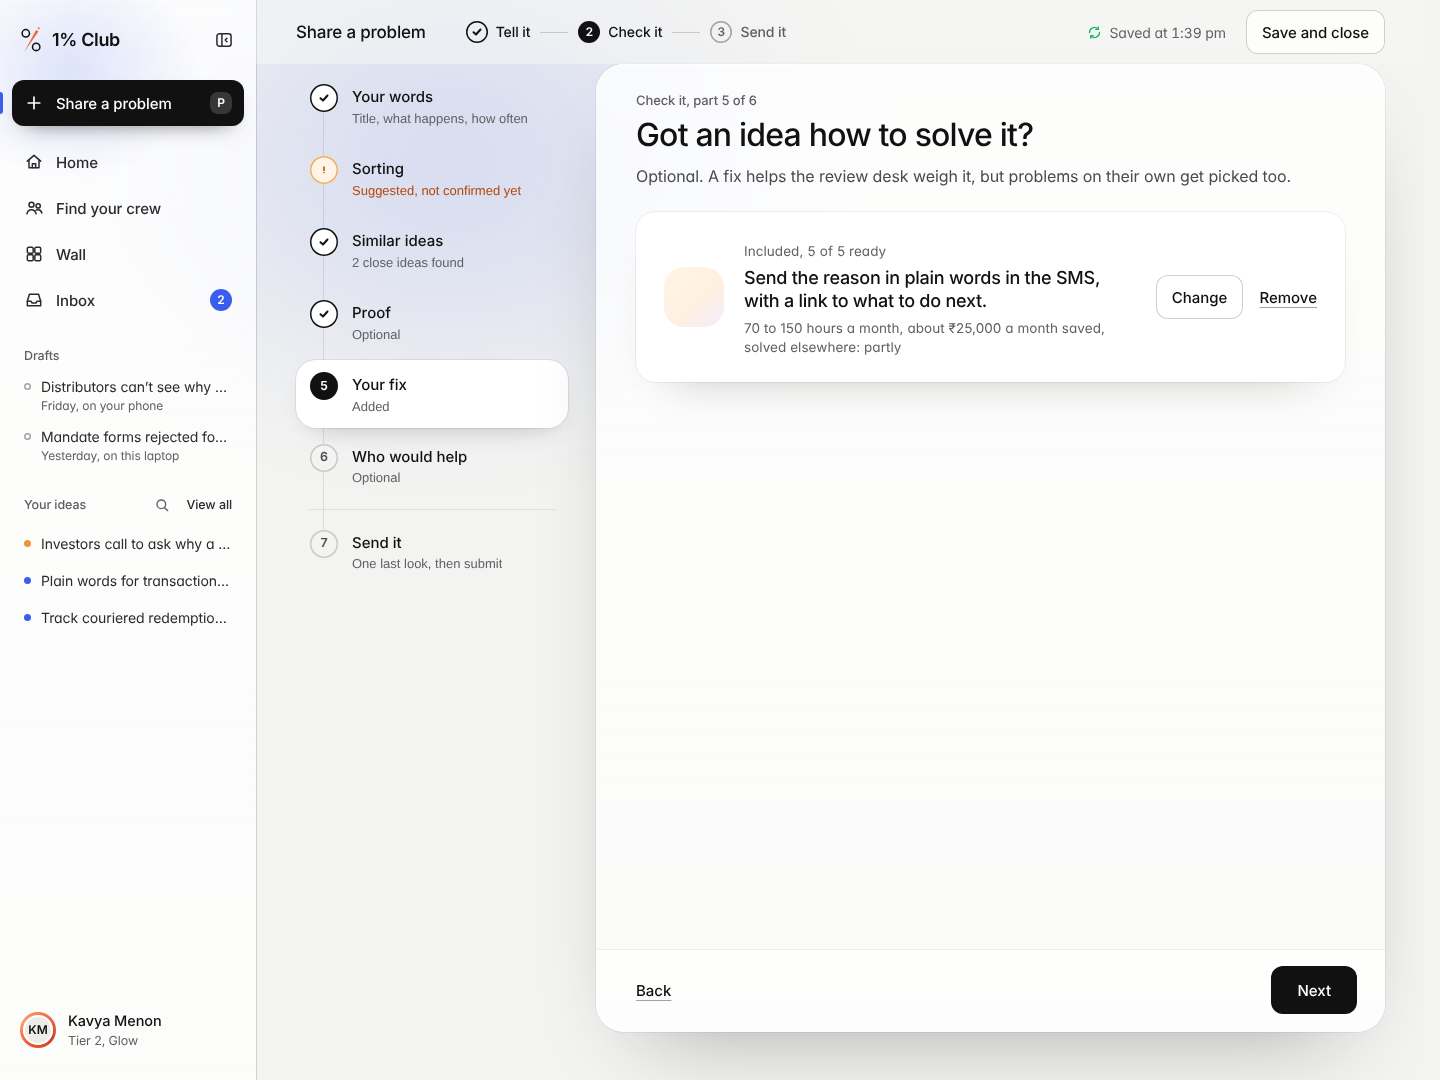 1% Club
Share a problem P
Home
Find your crew
Wall
Inbox 2
Drafts
Distributors can't see why ...
Friday, on your phone
Mandate forms rejected fo...
Yesterday, on this laptop
Your ideas View all
Investors call to ask why a ...
Plain words for transaction...
Track couriered redemptio...
KM
Kavya Menon
Tier 2, Glow
Share a problem Tell it 2 Check it 3 Send it Saved at 1:39 pm Save and close
Your words
Title, what happens, how often
!
Sorting
Suggested, not confirmed yet
Similar ideas
2 close ideas found
Proof
Optional
5
Your fix
Added
6
Who would help
Optional
7
Send it
One last look, then submit
Check it, part 5 of 6
Got an idea how to solve it?
Optional. A fix helps the review desk weigh it, but problems on their own get picked too.
Included, 5 of 5 ready
Send the reason in plain words in the SMS,
with a link to what to do next.
70 to 150 hours a month, about ₹25,000 a month saved,
solved elsewhere: partly
Change Remove
Back Next